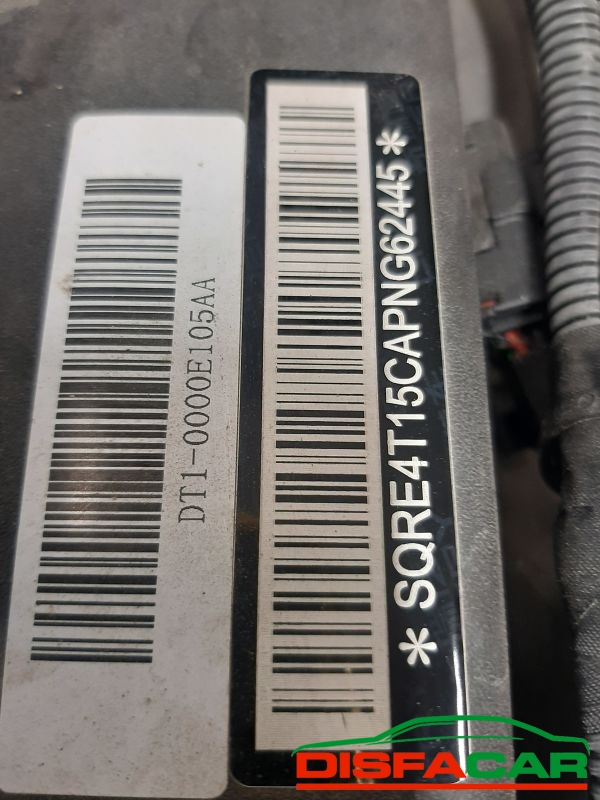 DT1-0000E105AA
*SQRE4T15CAPNG62445*
DISFACAR